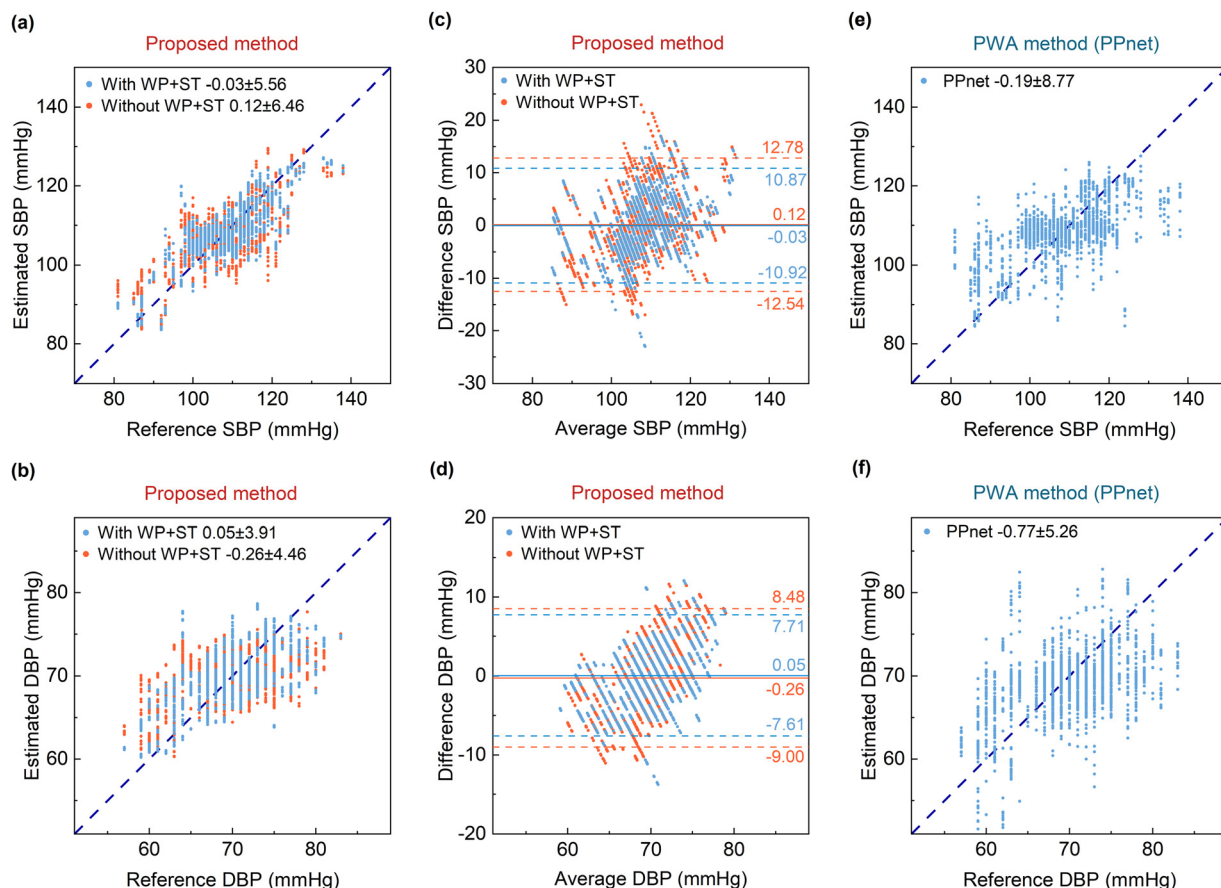 (a)
Proposed method
With WP+ST -0.03±5.56
Without WP+ST 0.12±6.46
Estimated SBP (mmHg)
140
120
100
80
80
100
120
140
Reference SBP (mmHg)
(c)
Proposed method
With WP+ST
Without WP+ST
Difference SBP (mmHg)
30
20
10
0
-10
-20
-30
12.78
10.87
0.12
-0.03
-10.92
-12.54
80
100
120
140
Average SBP (mmHg)
(e)
PWA method (PPnet)
PPnet -0.19±8.77
Estimated SBP (mmHg)
140
120
100
80
80
100
120
140
Reference SBP (mmHg)
(b)
Proposed method
With WP+ST 0.05±3.91
Without WP+ST -0.26±4.46
Estimated DBP (mmHg)
80
70
60
60
70
80
Reference DBP (mmHg)
(d)
Proposed method
With WP+ST
Without WP+ST
Difference DBP (mmHg)
20
10
0
-10
-20
8.48
7.71
0.05
-0.26
-7.61
-9.00
60
70
80
Average DBP (mmHg)
(f)
PWA method (PPnet)
PPnet -0.77±5.26
Estimated DBP (mmHg)
80
70
60
60
70
80
Reference DBP (mmHg)